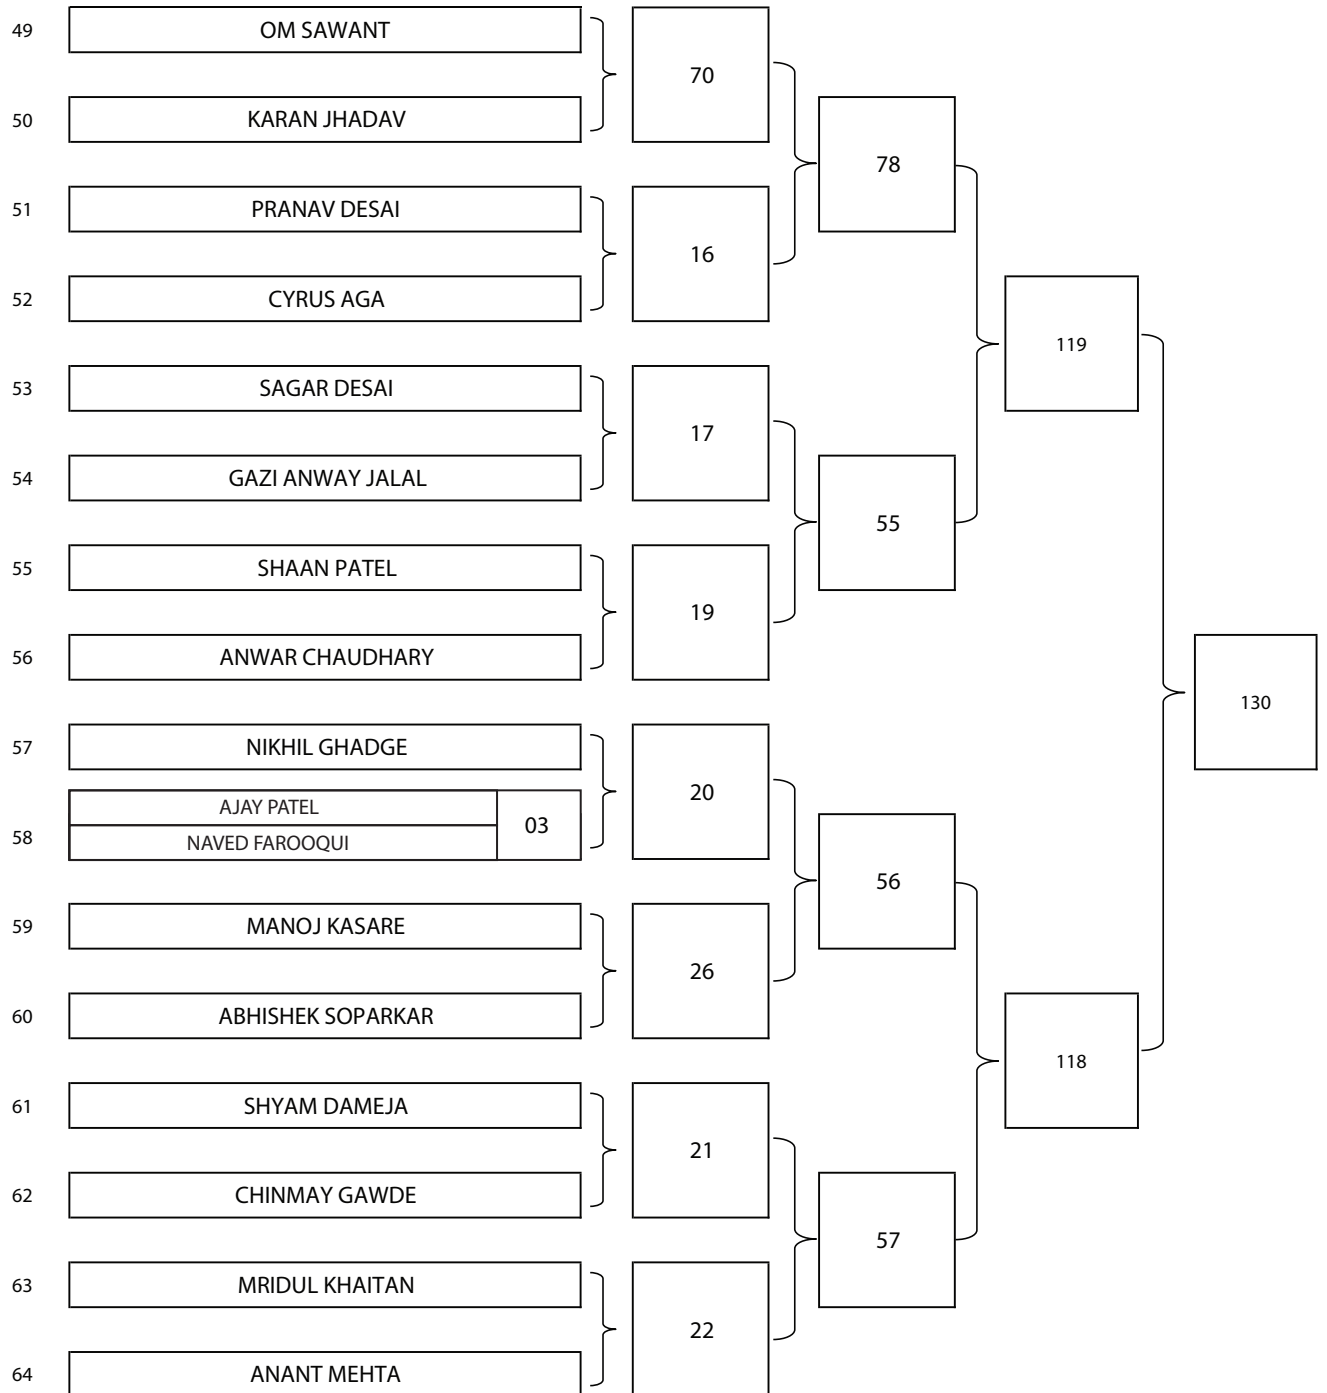 49 OM SAWANT
70
50 KARAN JHADAV
78
51 PRANAV DESAI
16
52 CYRUS AGA
119
53 SAGAR DESAI
17
54 GAZI ANWAY JALAL
55
55 SHAAN PATEL
19
56 ANWAR CHAUDHARY
130
57 NIKHIL GHADGE
20
AJAY PATEL
03
58 NAVED FAROOQUI
56
59 MANOJ KASARE
26
60 ABHISHEK SOPARKAR
118
61 SHYAM DAMEJA
21
62 CHINMAY GAWDE
57
63 MRIDUL KHAITAN
22
64 ANANT MEHTA